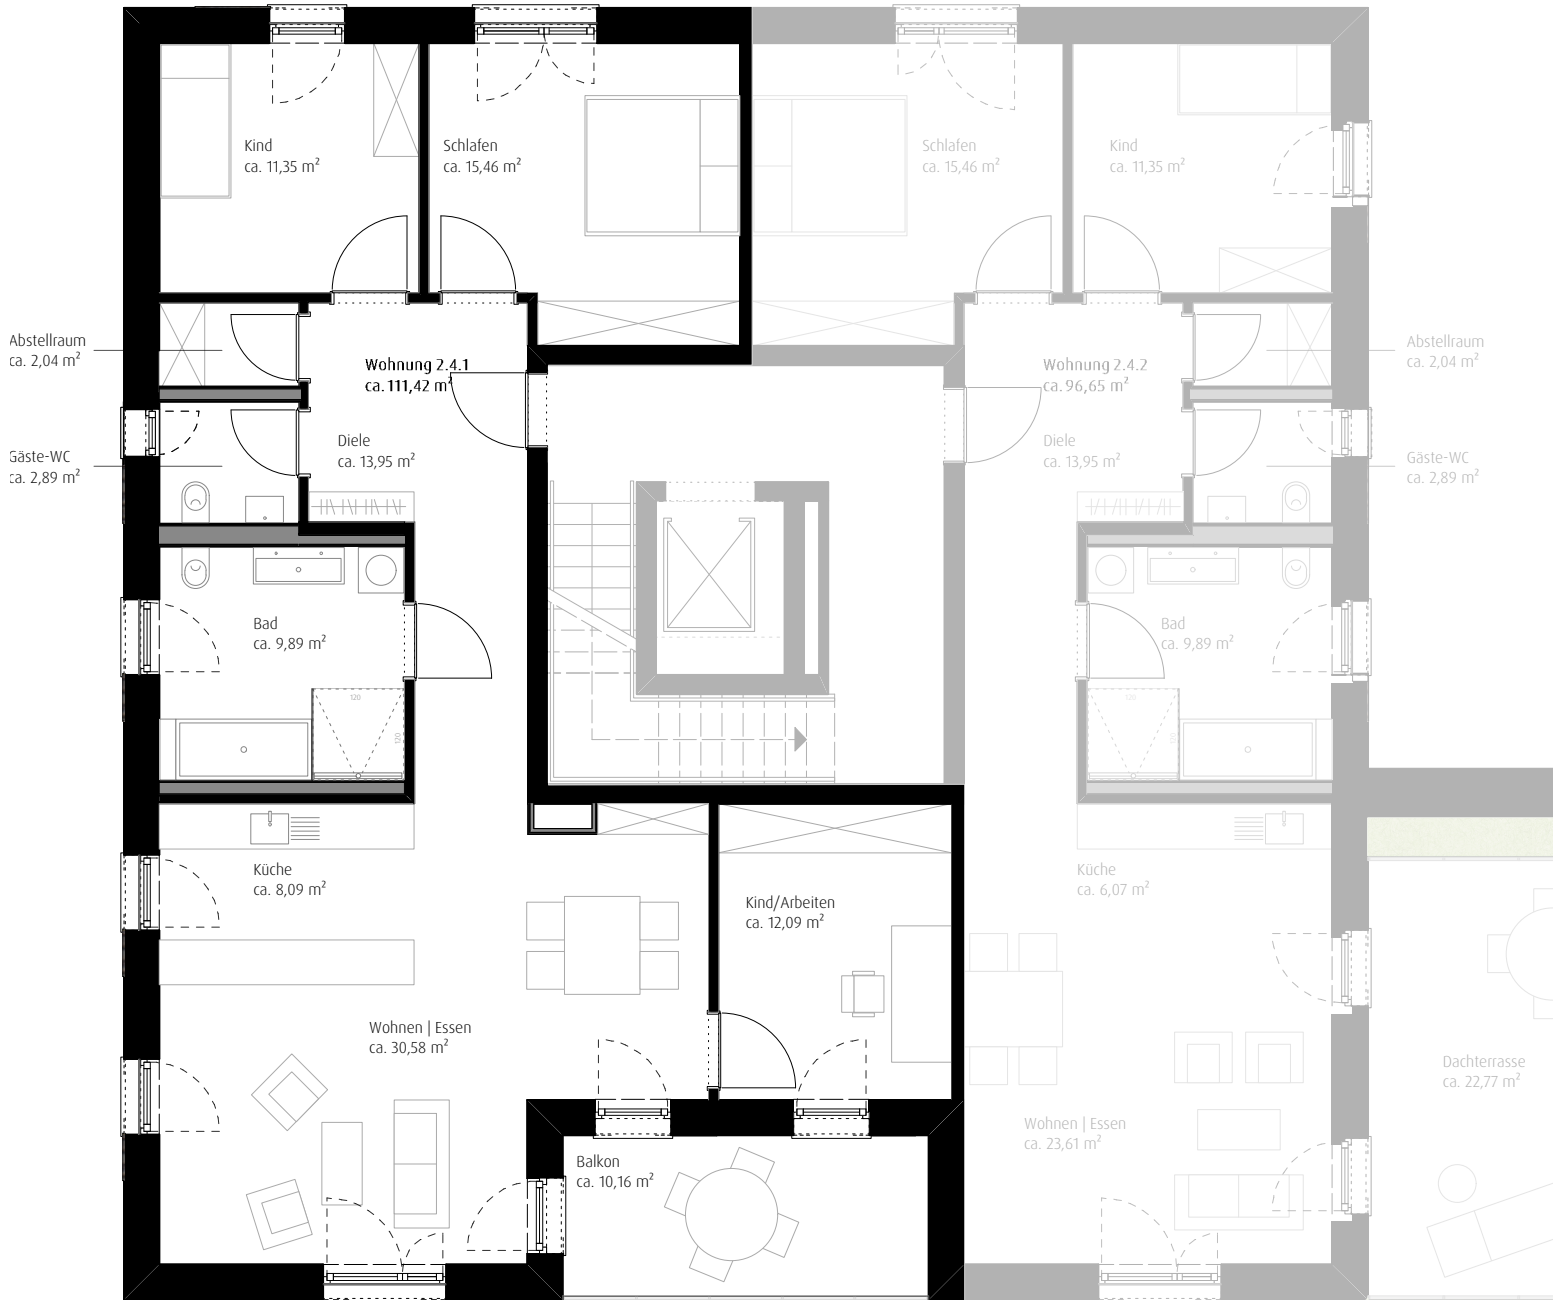 Kind
ca. 11,35 m²
Schlafen
ca. 15,46 m²
Schlafen
ca. 15,46 m²
Kind
ca. 11,35 m²
Abstellraum
ca. 2,04 m²
Wohnung 2.4.1
ca. 111,42 m²
Wohnung 2.4.2
ca. 96,65 m²
Abstellraum
ca. 2,04 m²
Diele
ca. 13,95 m²
Diele
ca. 13,95 m²
Gäste-WC
ca. 2,89 m²
Gäste-WC
ca. 2,89 m²
Bad
ca. 9,89 m²
Bad
ca. 9,89 m²
120
120
120
120
Küche
ca. 8,09 m²
Küche
ca. 6,07 m²
Kind/Arbeiten
ca. 12,09 m²
Wohnen | Essen
ca. 30,58 m²
Dachterrasse
ca. 22,77 m²
Wohnen | Essen
ca. 23,61 m²
Balkon
ca. 10,16 m²